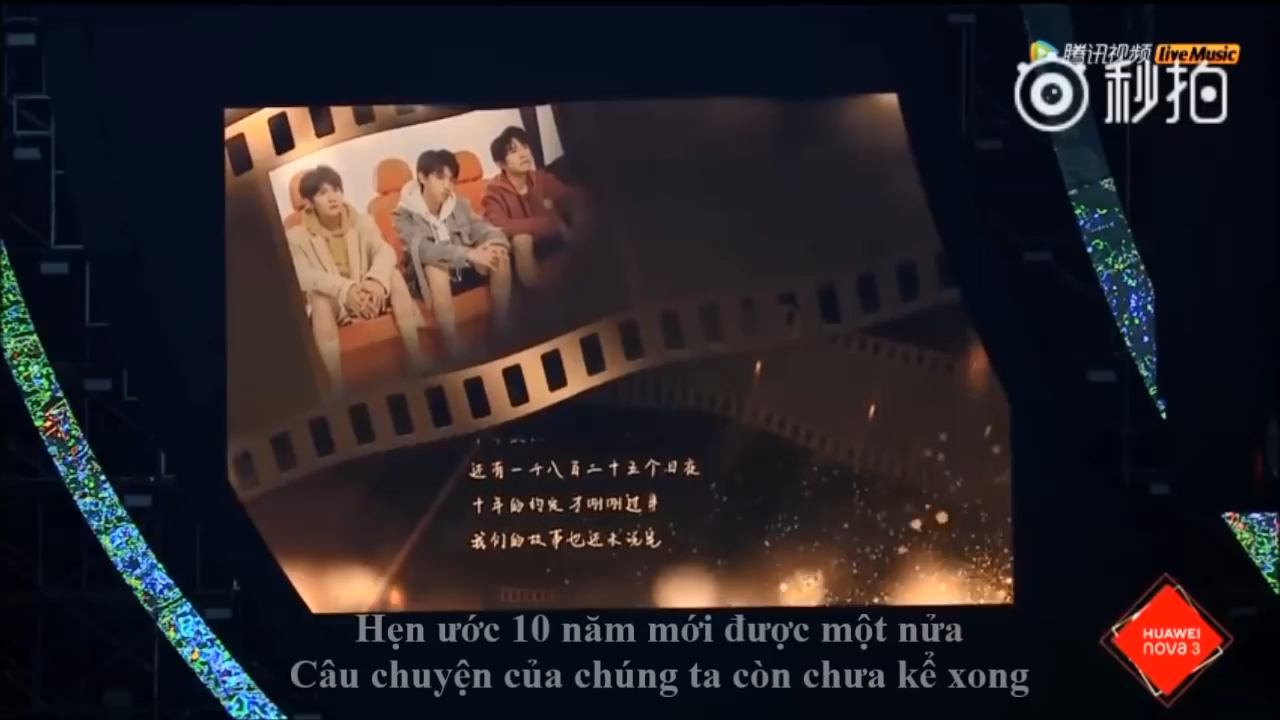 腾讯视频 Live Music
秒拍
还有一千八百二十五个日夜
十年的约定才刚刚过半
我们的故事也还未说完
Hẹn ước 10 năm mới được một nửa
Câu chuyện của chúng ta còn chưa kể xong
HUAWEI
nova 3